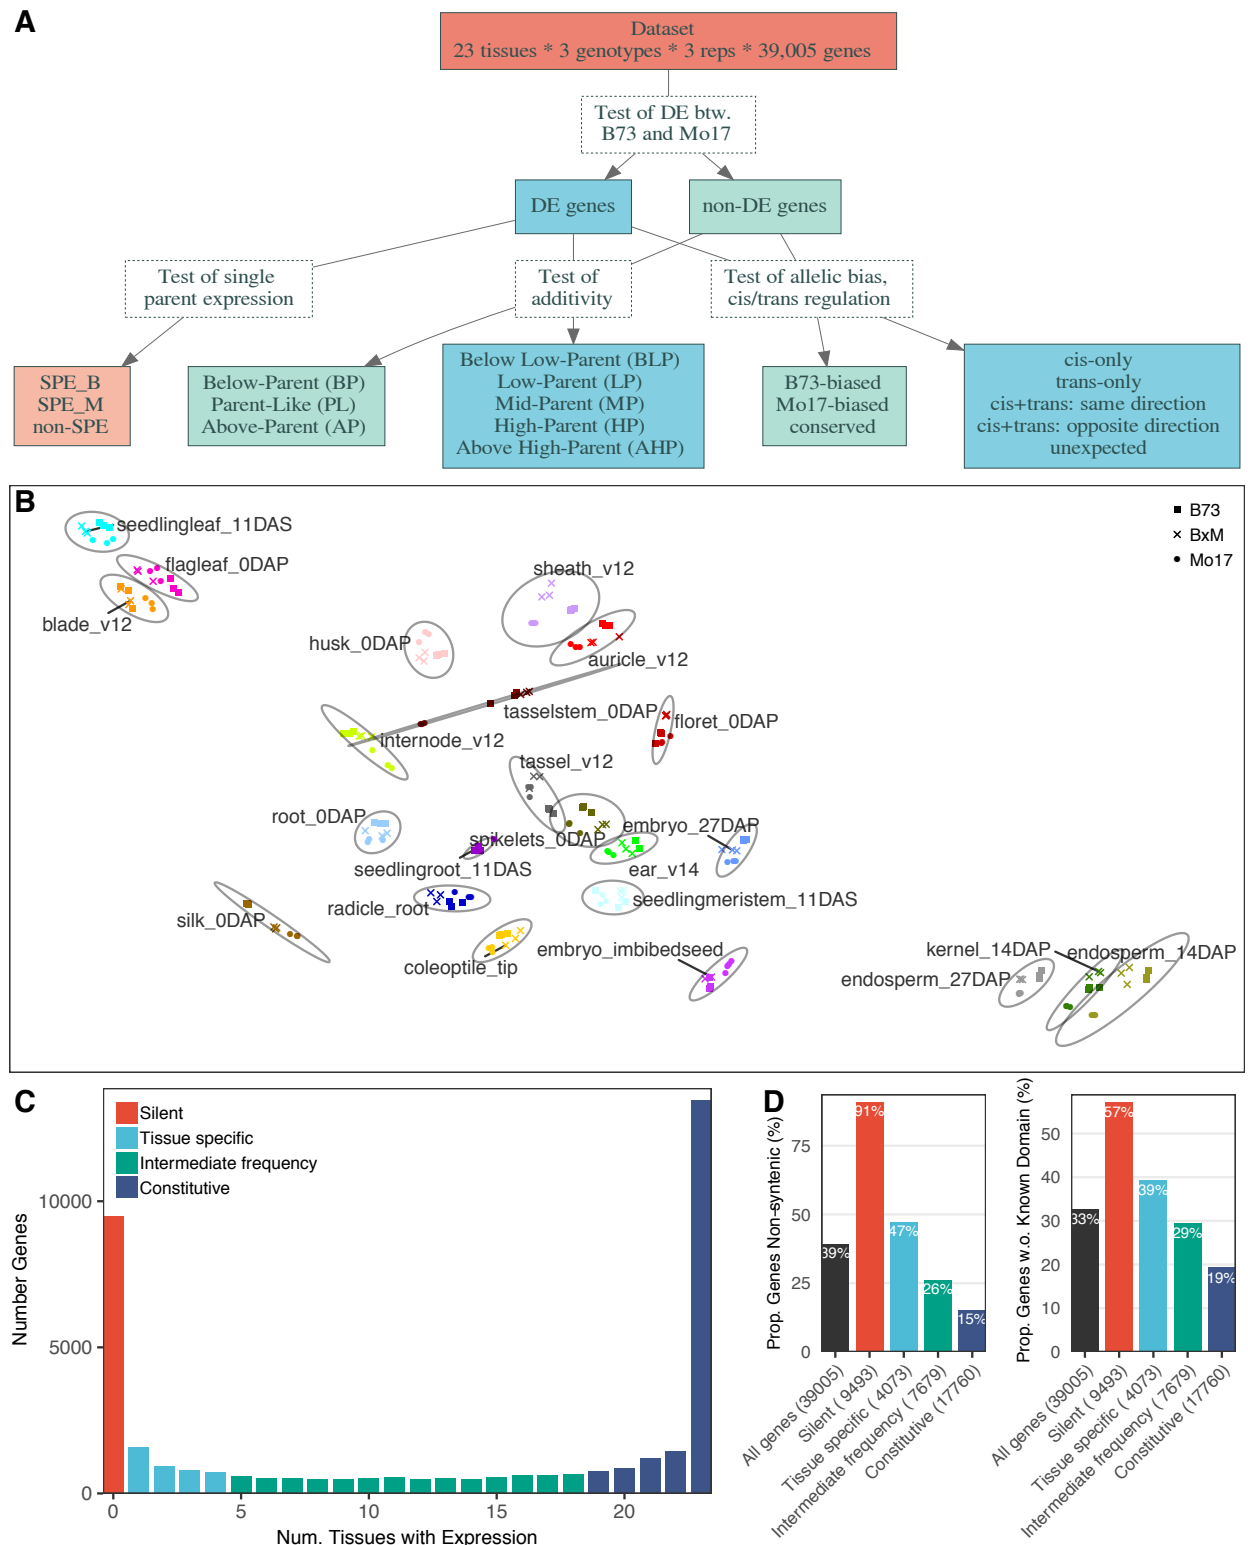 A
Dataset
23 tissues * 3 genotypes * 3 reps * 39,005 genes
Test of DE btw.
B73 and Mo17
DE genes
non-DE genes
Test of single
parent expression
Test of
additivity
Test of allelic bias,
cis/trans regulation
SPE_B
SPE_M
non-SPE
Below-Parent (BP)
Parent-Like (PL)
Above-Parent (AP)
Below Low-Parent (BLP)
Low-Parent (LP)
Mid-Parent (MP)
High-Parent (HP)
Above High-Parent (AHP)
B73-biased
Mo17-biased
conserved
cis-only
trans-only
cis+trans: same direction
cis+trans: opposite direction
unexpected
B
B73
BxM
Mo17
seedlingleaf_11DAS
flagleaf_0DAP
blade_v12
sheath_v12
husk_0DAP
auricle_v12
tasselstem_0DAP
floret_0DAP
internode_v12
tassel_v12
root_0DAP
spikelets_0DAP
embryo_27DAP
seedlingroot_11DAS
ear_v14
radicle_root
seedlingmeristem_11DAS
silk_0DAP
coleoptile_tip
embryo_imbibedseed
kernel_14DAP
endosperm_14DAP
endosperm_27DAP
C
Silent
Tissue specific
Intermediate frequency
Constitutive
Number Genes
10000
5000
0
0 5 10 15 20
Num. Tissues with Expression
D
Prop. Genes Non-syntenic (%)
75
50
25
0
39%
91%
47%
26%
15%
All genes (39005)
Silent ( 9493)
Tissue specific ( 4073)
Intermediate frequency ( 7679)
Constitutive (17760)
Prop. Genes w.o. Known Domain (%)
50
40
30
20
10
0
33%
57%
39%
29%
19%
All genes (39005)
Silent ( 9493)
Tissue specific ( 4073)
Intermediate frequency ( 7679)
Constitutive (17760)